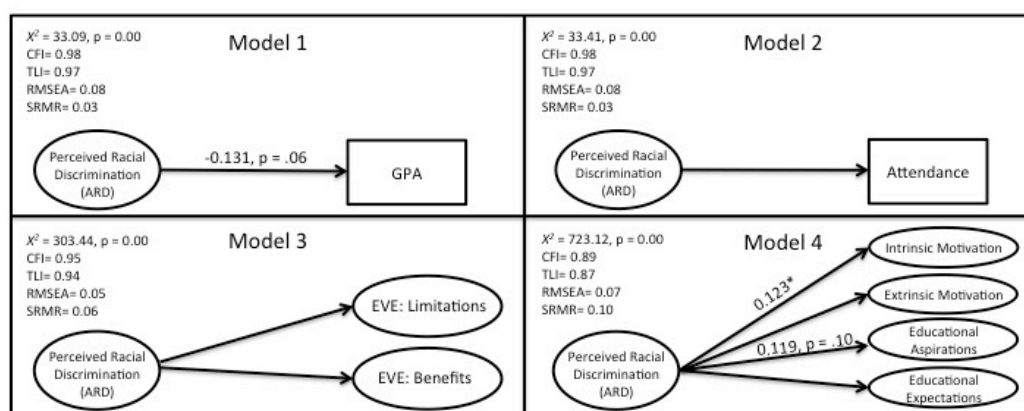 X² = 33.09, p = 0.00
CFI= 0.98
TLI= 0.97
RMSEA= 0.08
SRMR= 0.03
Model 1
Perceived Racial
Discrimination
(ARD)
-0.131, p = .06
GPA
X² = 33.41, p = 0.00
CFI= 0.98
TLI= 0.97
RMSEA= 0.08
SRMR= 0.03
Model 2
Perceived Racial
Discrimination
(ARD)
Attendance
X² = 303.44, p = 0.00
CFI= 0.95
TLI= 0.94
RMSEA= 0.05
SRMR= 0.06
Model 3
Perceived Racial
Discrimination
(ARD)
EVE: Limitations
EVE: Benefits
X² = 723.12, p = 0.00
CFI= 0.89
TLI= 0.87
RMSEA= 0.07
SRMR= 0.10
Model 4
Perceived Racial
Discrimination
(ARD)
0.123*
0.119, p = .10
Intrinsic Motivation
Extrinsic Motivation
Educational
Aspirations
Educational
Expectations